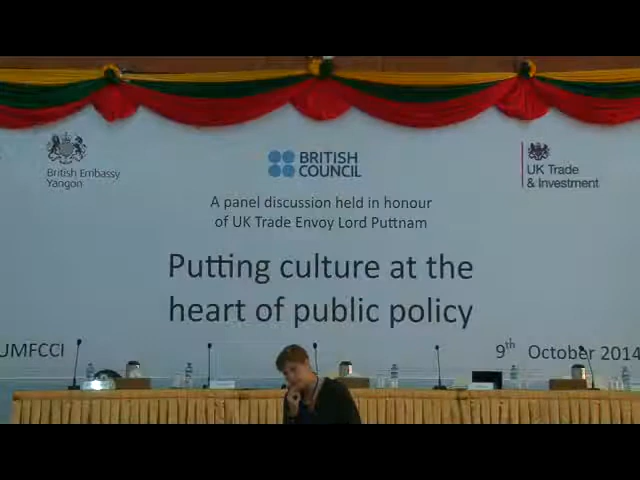 British Embassy
Yangon
BRITISH
COUNCIL
UK Trade
& Investment
A panel discussion held in honour
of UK Trade Envoy Lord Puttnam
Putting culture at the
heart of public policy
UMFCCI
9th October 2014